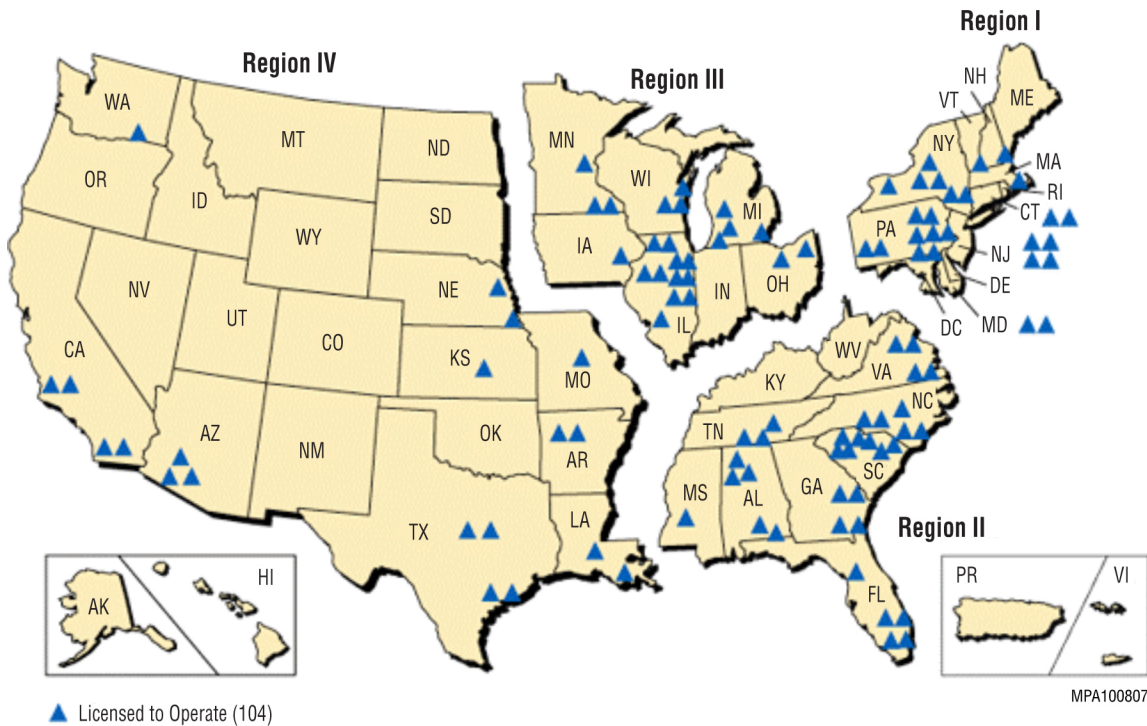 Region I
Region IV
Region III
NH
WA
VT
ME
MT
ND
MN
NY
MA
OR
ID
WI
RI
SD
MI
CT
WY
PA
IA
NJ
NV
NE
OH
DE
UT
IN
DC
MD
CO
IL
CA
KS
WV
MO
KY
VA
NC
AZ
NM
OK
TN
AR
SC
MS
AL
GA
LA
TX
Region II
HI
PR
VI
AK
FL
MPA100807
Licensed to Operate (104)